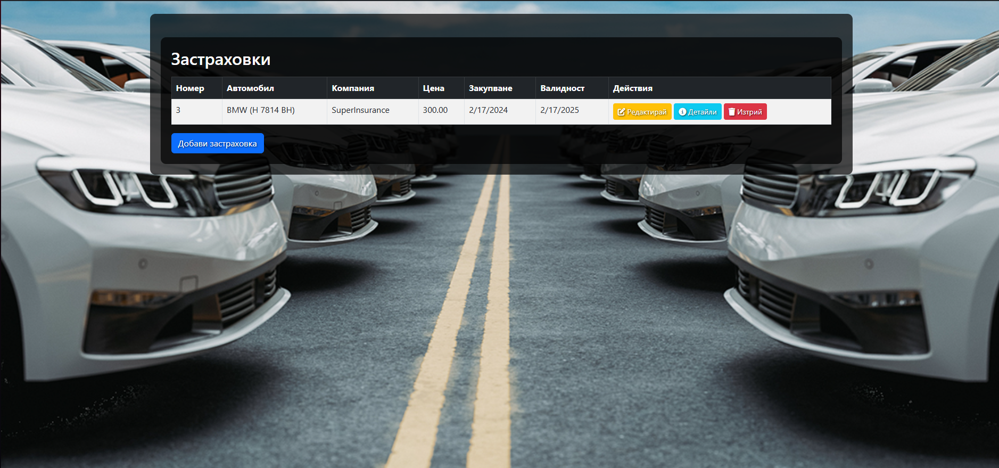 Застраховки
Номер Автомобил Компания Цена Закупване Валидност Действия
3 BMW (H 7814 BH) SuperInsurance 300.00 2/17/2024 2/17/2025 Редактирай Детайли Изтрий
Добави застраховка